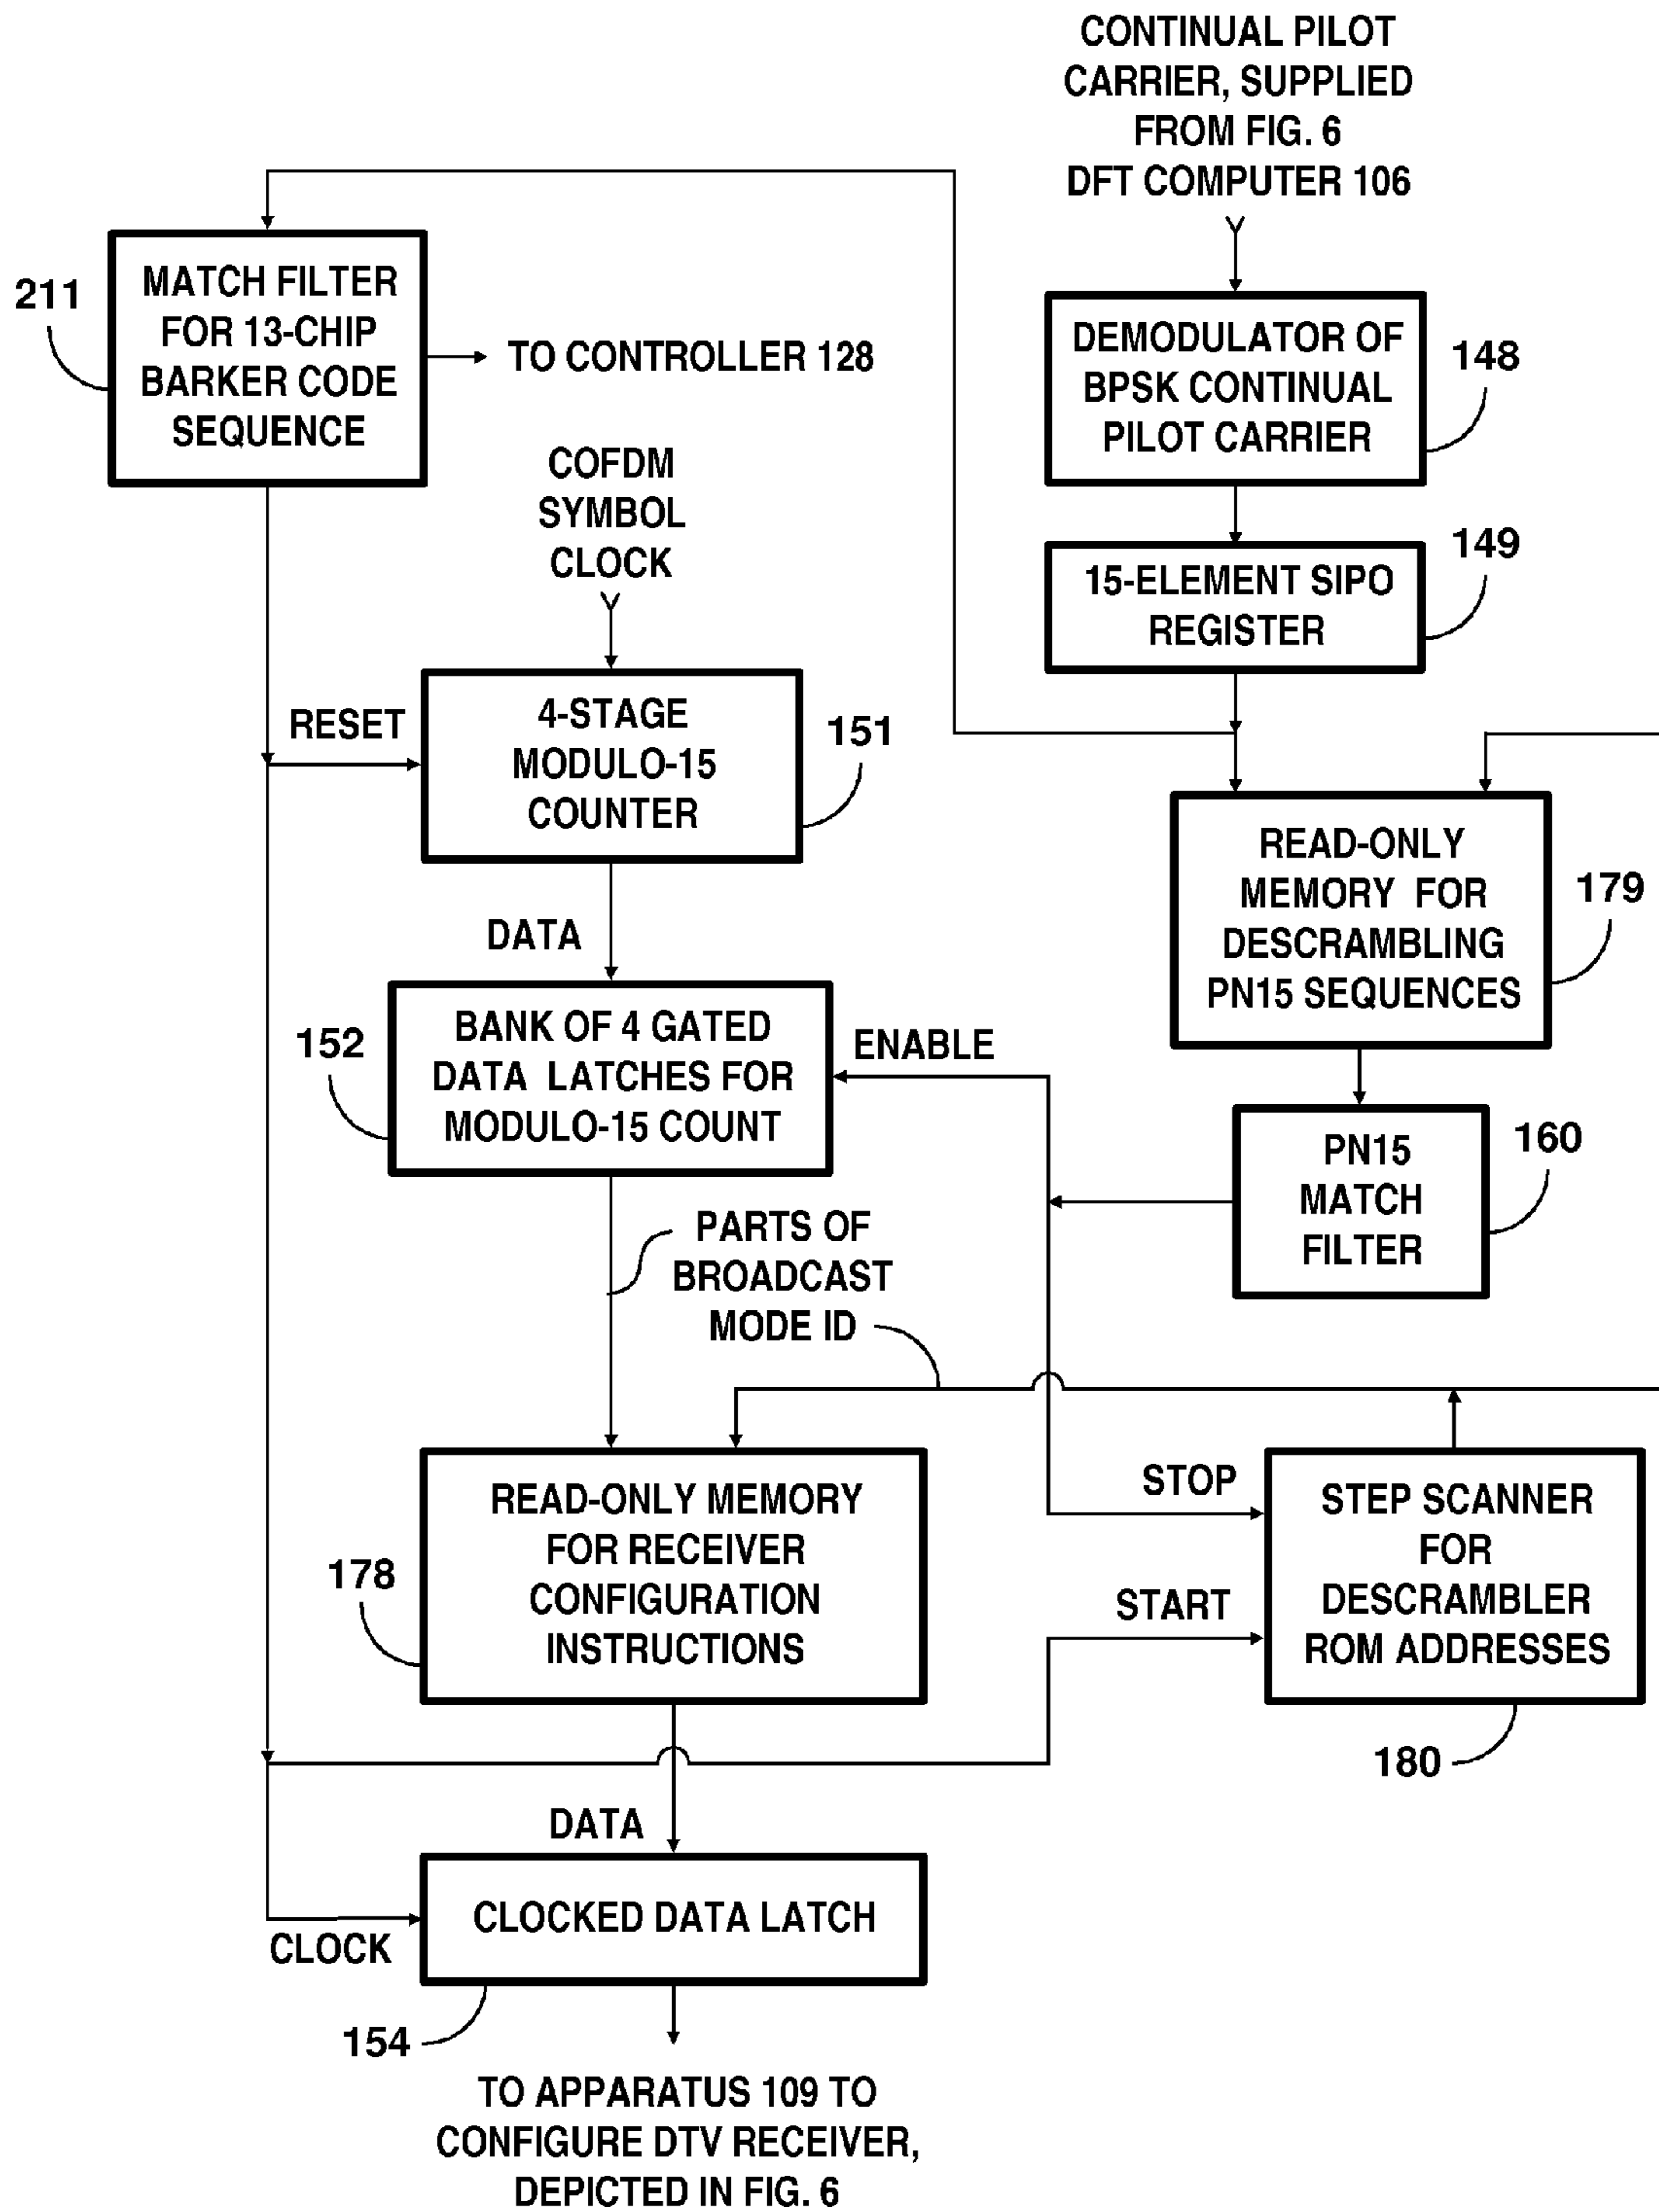 CONTINUAL PILOT
CARRIER, SUPPLIED
FROM FIG. 6
DFT COMPUTER 106
211
MATCH FILTER
FOR 13-CHIP
BARKER CODE
SEQUENCE
TO CONTROLLER 128
DEMODULATOR OF
BPSK CONTINUAL
PILOT CARRIER
148
COFDM
SYMBOL
CLOCK
15-ELEMENT SIPO
REGISTER
149
RESET
4-STAGE
MODULO-15
COUNTER
151
READ-ONLY
MEMORY FOR
DESCRAMBLING
PN15 SEQUENCES
179
DATA
152
BANK OF 4 GATED
DATA LATCHES FOR
MODULO-15 COUNT
ENABLE
PN15
MATCH
FILTER
160
PARTS OF
BROADCAST
MODE ID
178
READ-ONLY MEMORY
FOR RECEIVER
CONFIGURATION
INSTRUCTIONS
STOP
START
STEP SCANNER
FOR
DESCRAMBLER
ROM ADDRESSES
180
DATA
CLOCK
CLOCKED DATA LATCH
154
TO APPARATUS 109 TO
CONFIGURE DTV RECEIVER,
DEPICTED IN FIG. 6